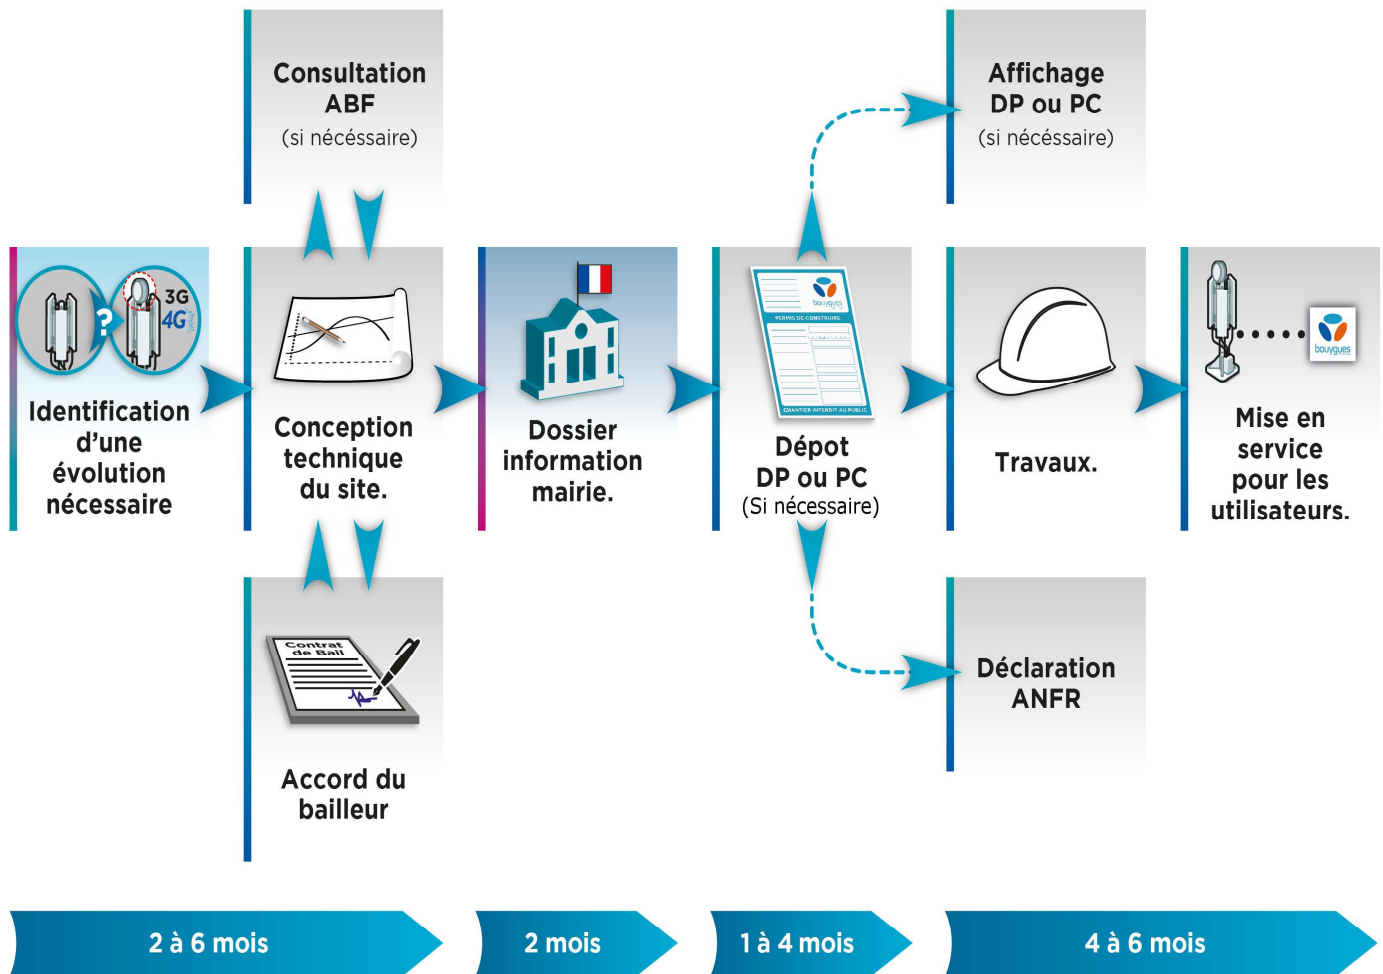 Consultation
ABF
(si nécéssaire)
Affichage
DP ou PC
(si nécéssaire)
?
3G
4G
Identification
d'une
évolution
nécessaire
Conception
technique
du site.
Dossier
information
mairie.
bouygues
PERMIS DE CONSTRUIRE
CHANTIER INTERDIT AU PUBLIC
Dépot
DP ou PC
(Si nécessaire)
Travaux.
bouygues
Mise en
service
pour les
utilisateurs.
Contrat
de Bail
Accord du
bailleur
Déclaration
ANFR
2 à 6 mois
2 mois
1 à 4 mois
4 à 6 mois